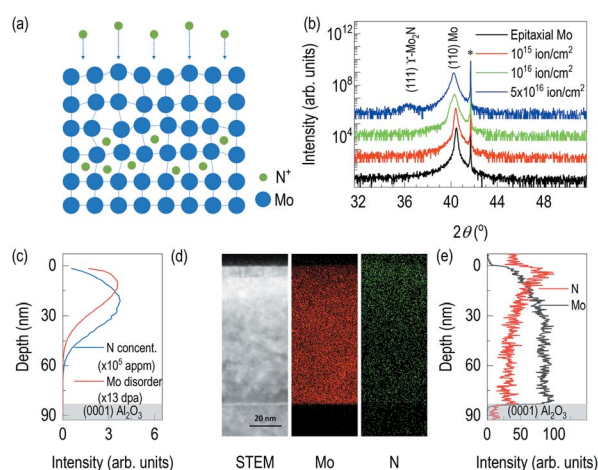 (a)
N⁺
Mo
(b)
Intensity (arb. units)
10¹²
10⁸
10⁴
10⁰
(111) ϒ-Mo₂N
(110) Mo
*
Epitaxial Mo
10¹⁵ ion/cm²
10¹⁶ ion/cm²
5x10¹⁶ ion/cm²
32 36 40 44 48
2θ (°)
(c)
Depth (nm)
0
30
60
90
N concent.
(x10⁵ appm)
Mo disorder
(x13 dpa)
(0001) Al₂O₃
0 3 6
Intensity (arb. units)
(d)
20 nm
STEM Mo N
(e)
Depth (nm)
0
30
60
90
N
Mo
(0001) Al₂O₃
0 50 100
Intensity (arb. units)